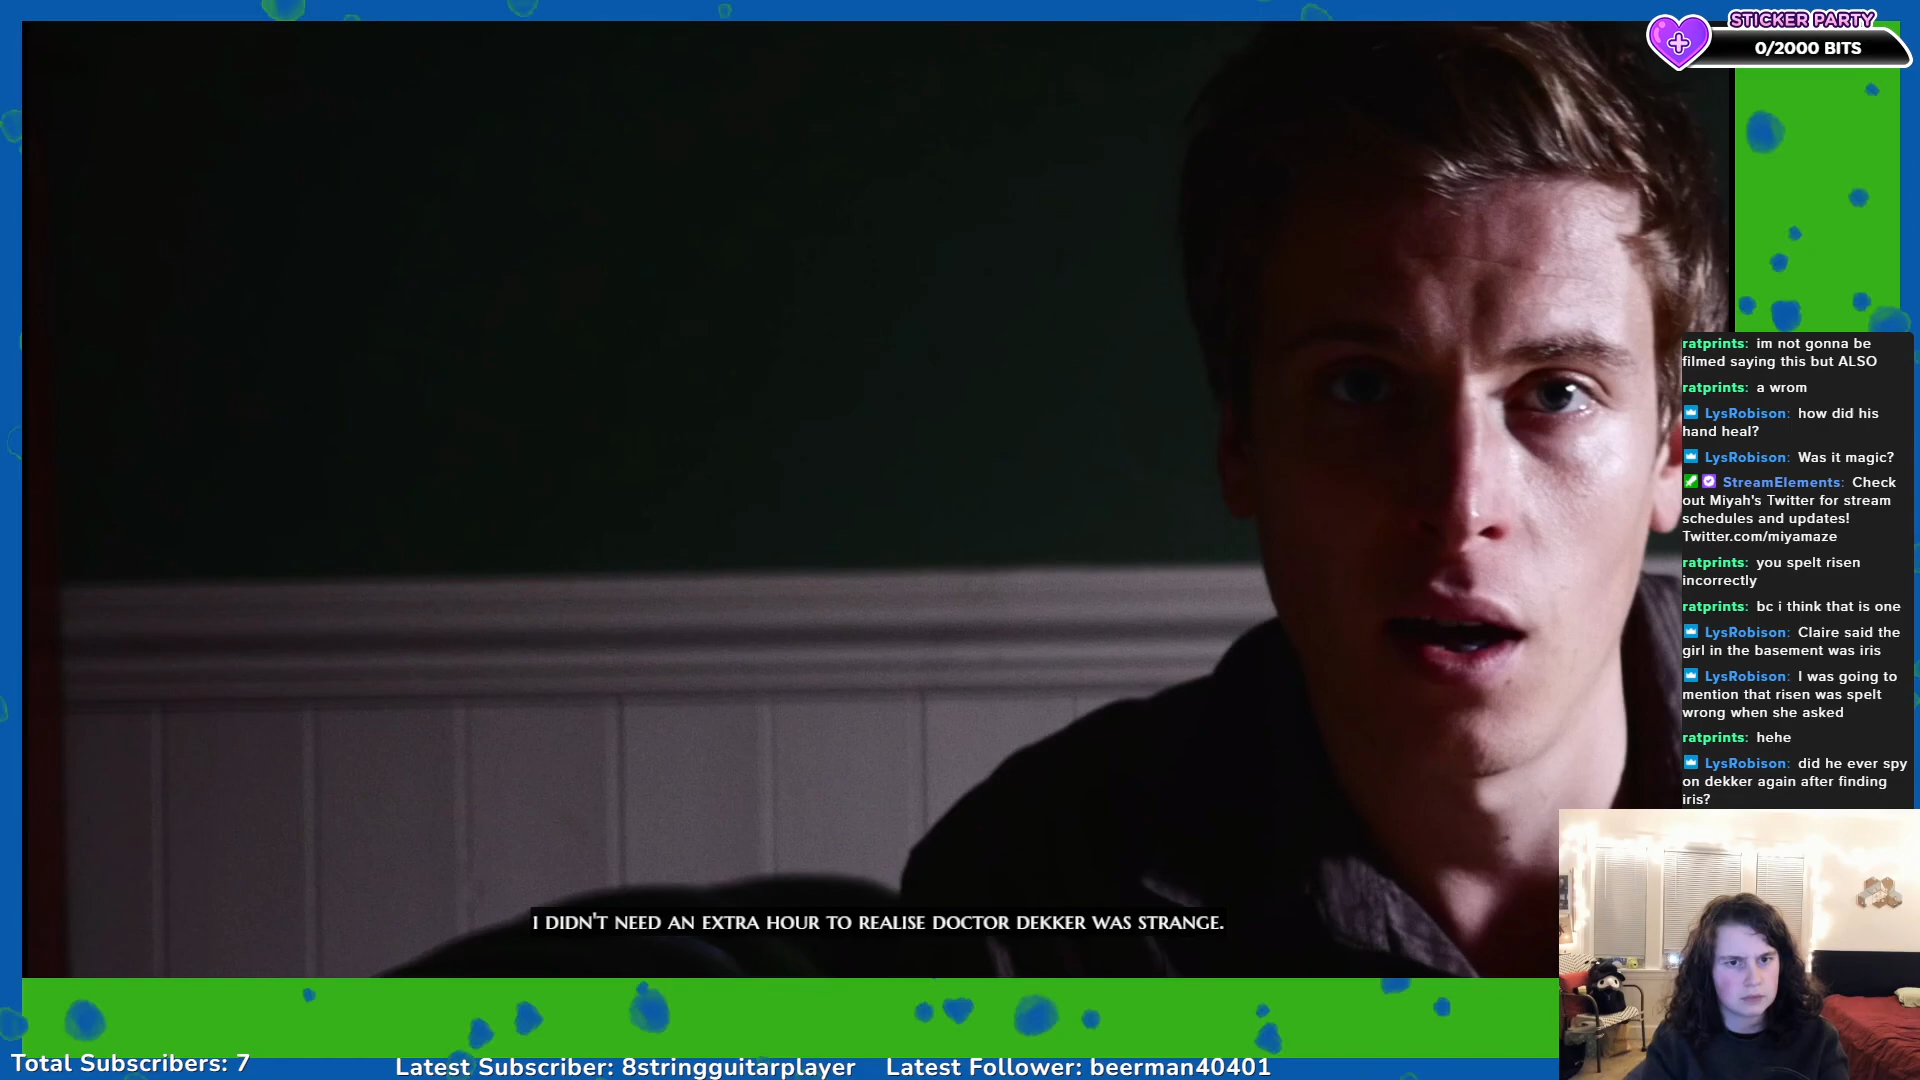 STICKER PARTY
0/2000 BITS
ratprints: im not gonna be
filmed saying this but ALSO
ratprints: a wrom
LysRobison: how did his
hand heal?
LysRobison: Was it magic?
StreamElements: Check
out Miyah's Twitter for stream
schedules and updates!
Twitter.com/miyamaze
ratprints: you spelt risen
incorrectly
ratprints: bc i think that is one
LysRobison: Claire said the
girl in the basement was iris
LysRobison: I was going to
mention that risen was spelt
wrong when she asked
ratprints: hehe
LysRobison: did he ever spy
on dekker again after finding
iris?
I DIDN'T NEED AN EXTRA HOUR TO REALISE DOCTOR DEKKER WAS STRANGE.
Total Subscribers: 7
Latest Subscriber: 8stringguitarplayer
Latest Follower: beerman40401